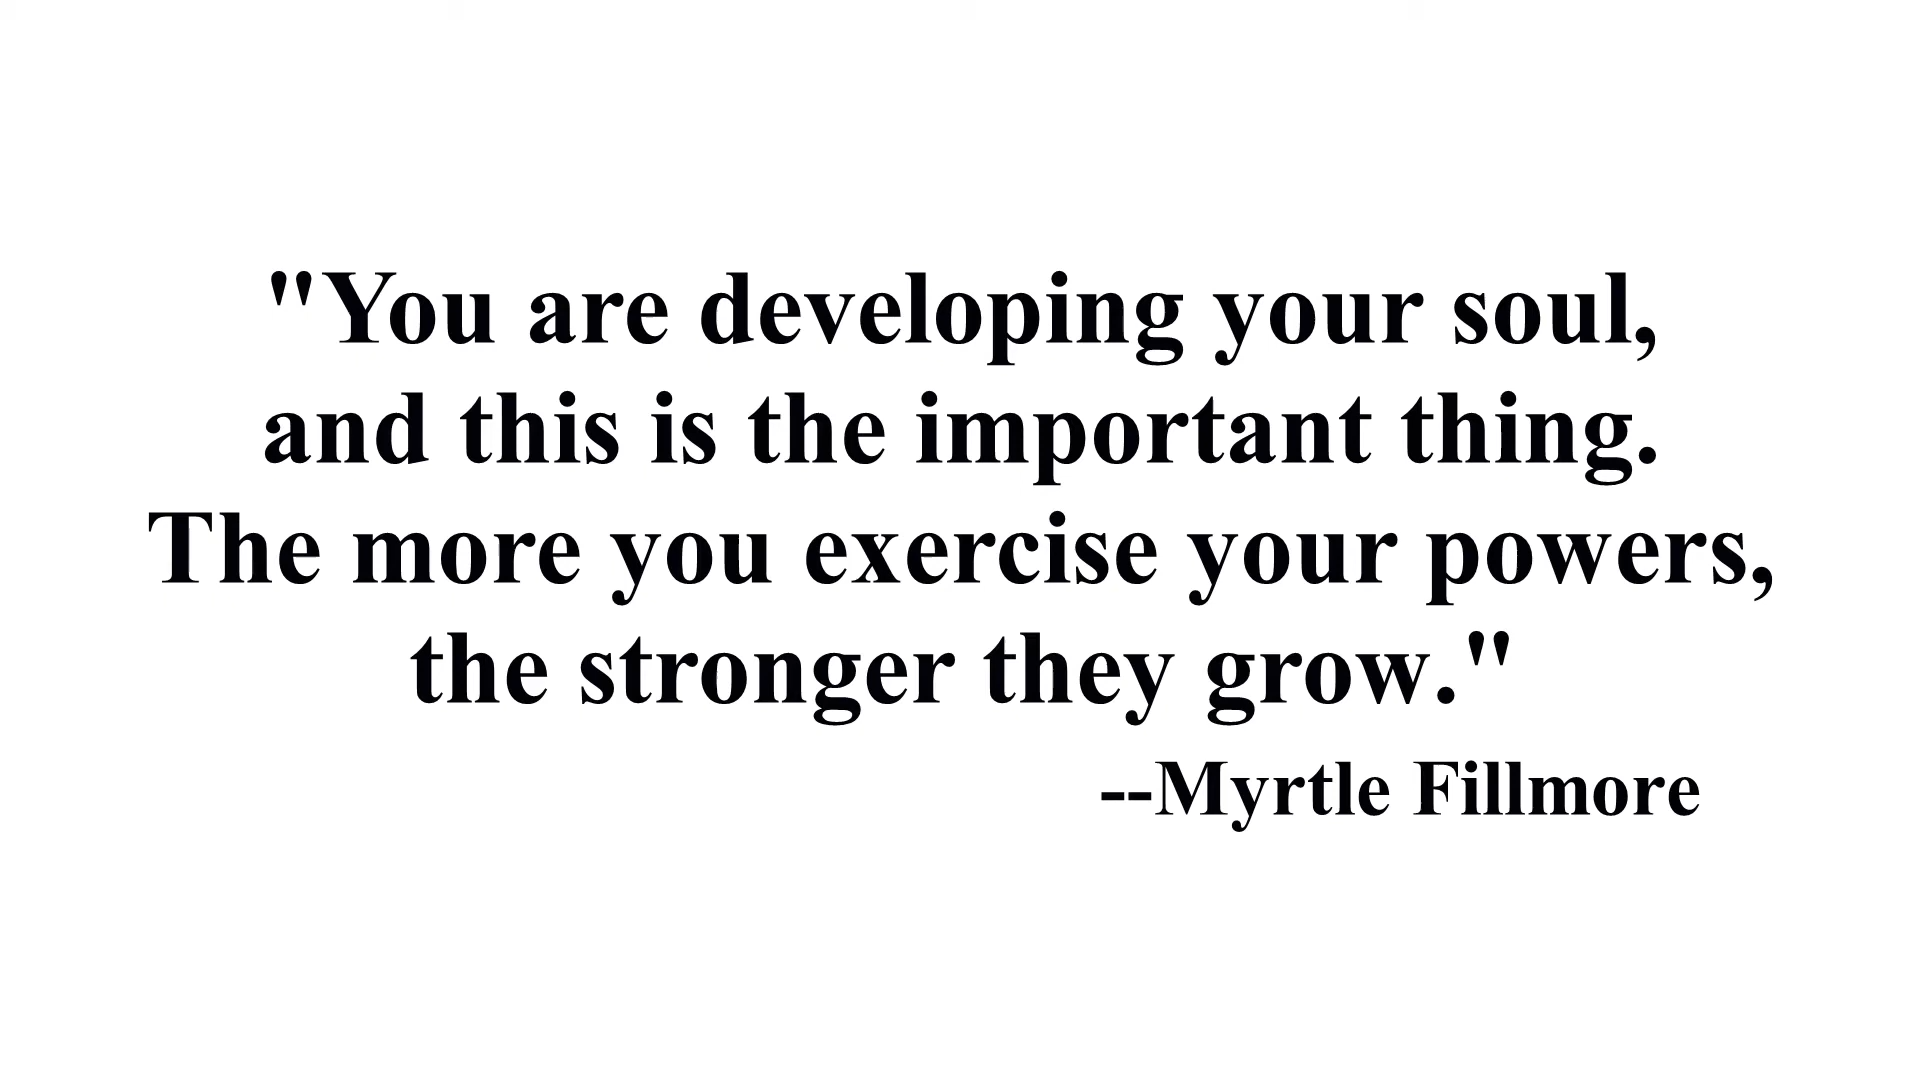 "You are developing your soul,
and this is the important thing.
The more you exercise your powers,
the stronger they grow."
--Myrtle Fillmore